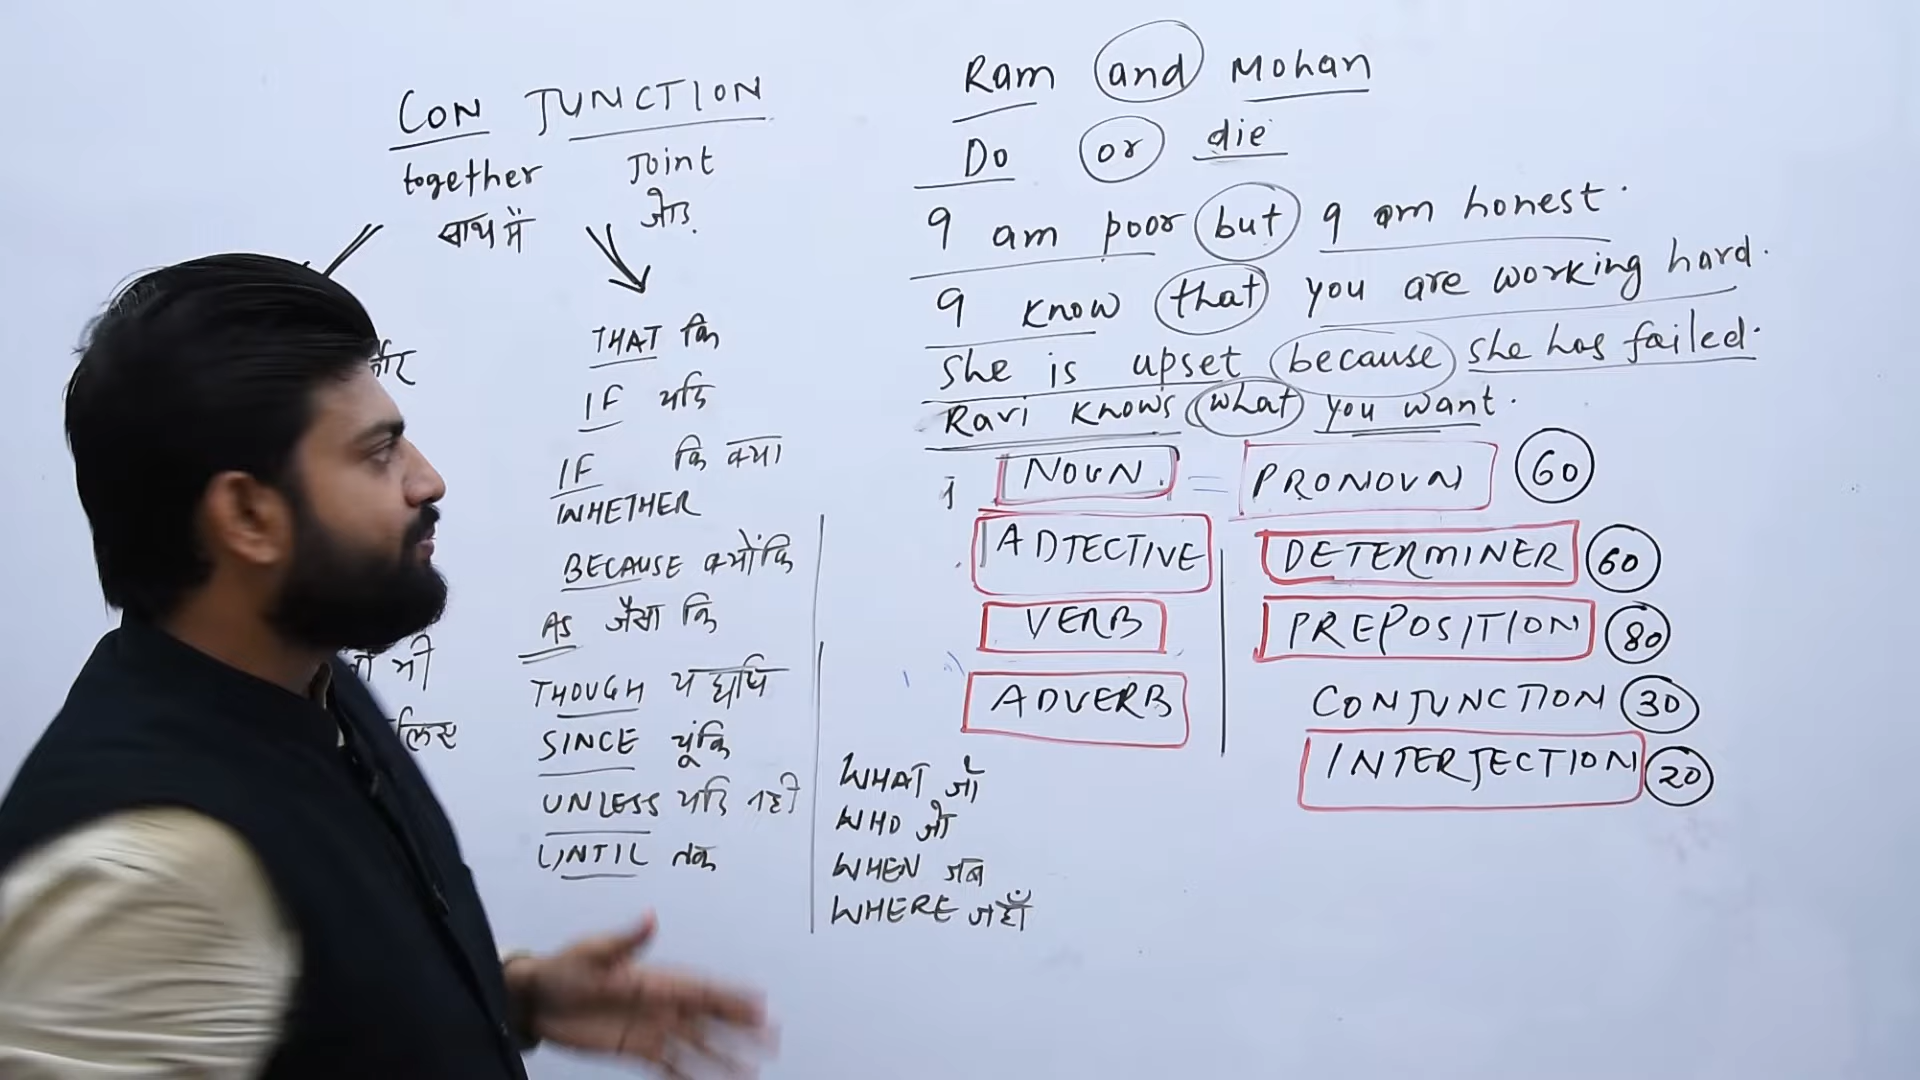 CON JUNCTION
together Joint
साथ में जोड़
THAT कि
IF यदि
IF कि क्या
WHETHER
BECAUSE क्योंकि
AS जैसा कि
THOUGH यद्यपि
SINCE चूंकि
UNLESS यदि नही
UNTIL तक
WHAT जो
WHO जो
WHEN जब
WHERE जहाँ
Ram and Mohan
Do or die
I am poor but I am honest.
I know that you are working hard.
She is upset because she has failed.
Ravi knows what you want.
NOUN = PRONOUN 60
ADJECTIVE DETERMINER 60
VERB PREPOSITION 80
ADVERB CONJUNCTION 30
INTERJECTION 20